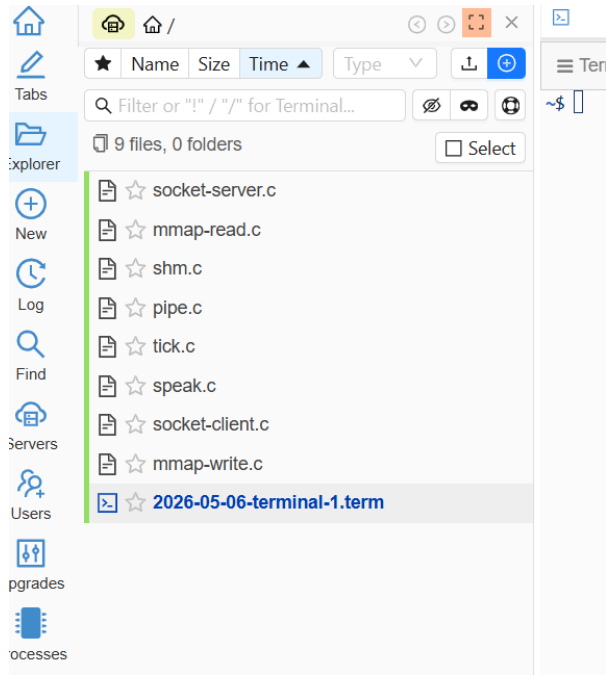 /
Name Size Time Type
Filter or "!" / "/" for Terminal...
9 files, 0 folders Select
socket-server.c
mmap-read.c
shm.c
pipe.c
tick.c
speak.c
socket-client.c
mmap-write.c
2026-05-06-terminal-1.term
Tabs
Explorer
New
Log
Find
Servers
Users
pgrades
rocesses
Ter
~$